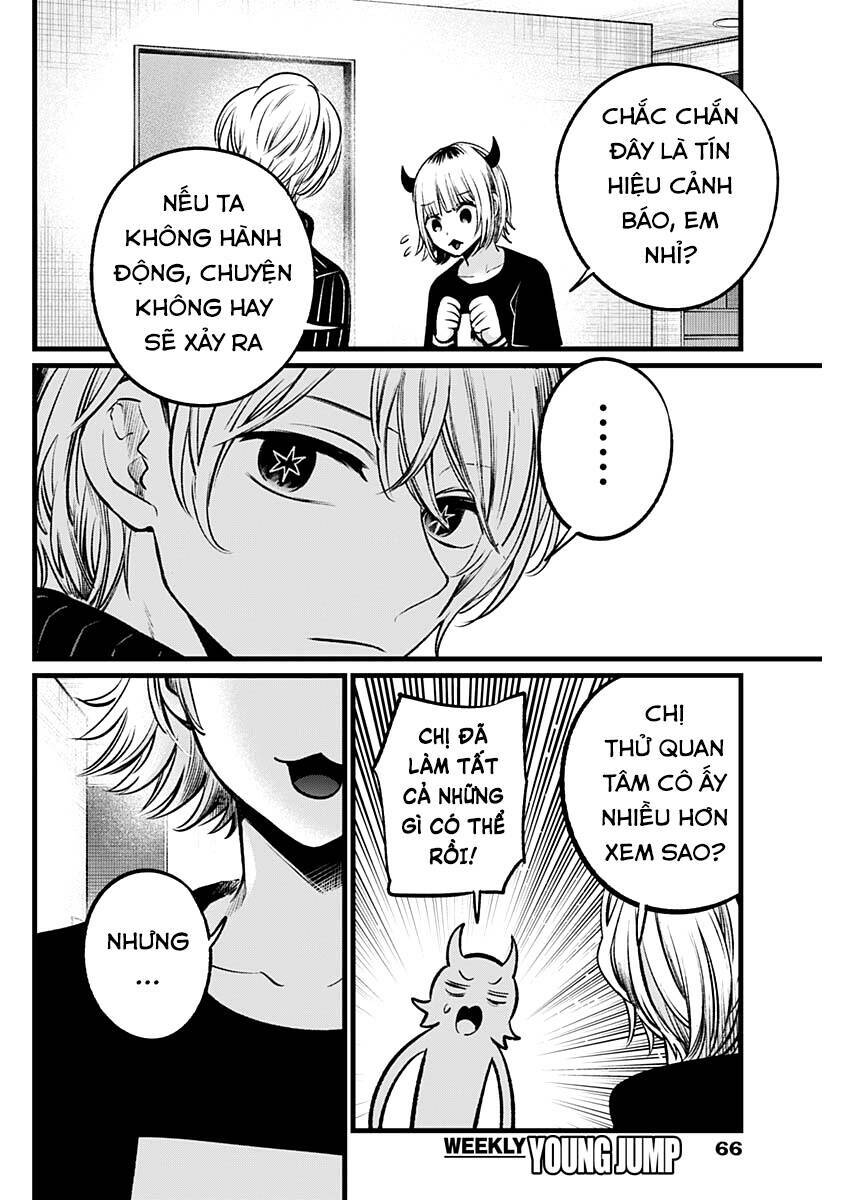 CHẮC CHẮN
ĐÂY LÀ TÍN
HIỆU CẢNH
BÁO, EM
NHỈ?
NẾU TA
KHÔNG HÀNH
ĐỘNG, CHUYỆN
KHÔNG HAY
SẼ XẢY RA
......
CHỊ
THỬ QUAN
TÂM CÔ ẤY
NHIỀU HƠN
XEM SAO?
CHỊ ĐÃ
LÀM TẤT
CẢ NHỮNG
GÌ CÓ THỂ
RỒI!
NHƯNG
...
WEEKLY YOUNG JUMP 66